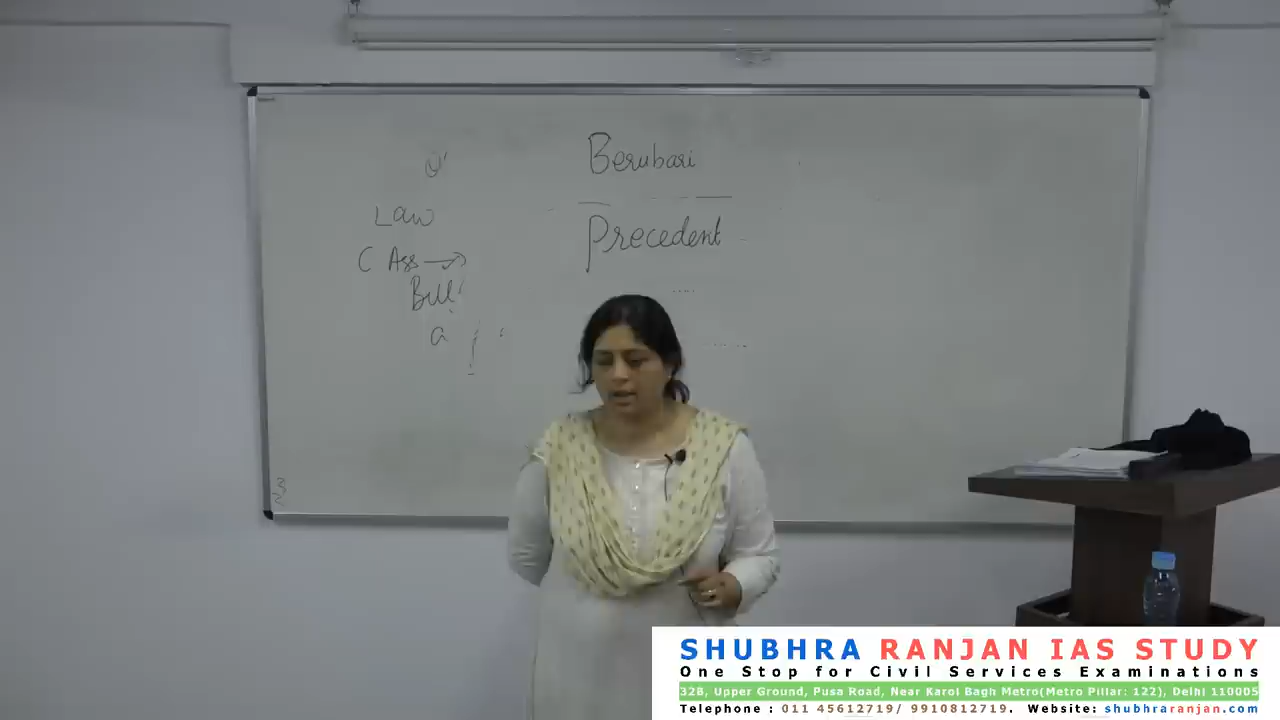 Berubari
Law
Precedent
C Ass →
Bill
a
SHUBHRA RANJAN IAS STUDY
One Stop for Civil Services Examinations
32B, Upper Ground, Pusa Road, Near Karol Bagh Metro(Metro Pillar: 122), Delhi 110005
Telephone : 011 45612719/ 9910812719. Website: shubhraranjan.com